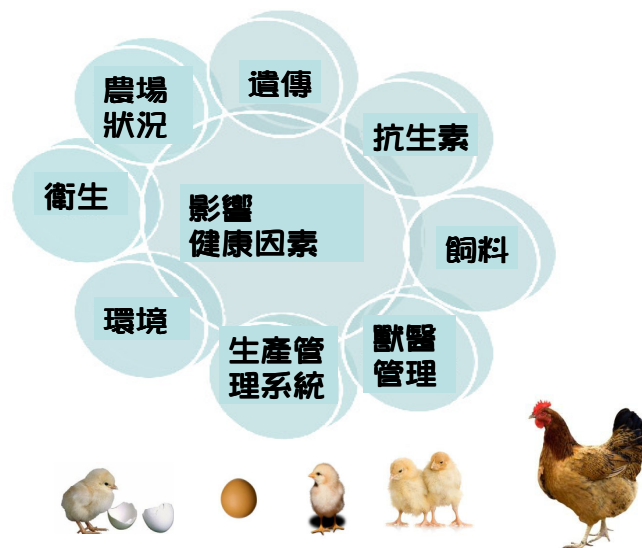 遺傳
農場
狀況
抗生素
衛生
影響
健康因素
飼料
環境
生產管
理系統
獸醫
管理